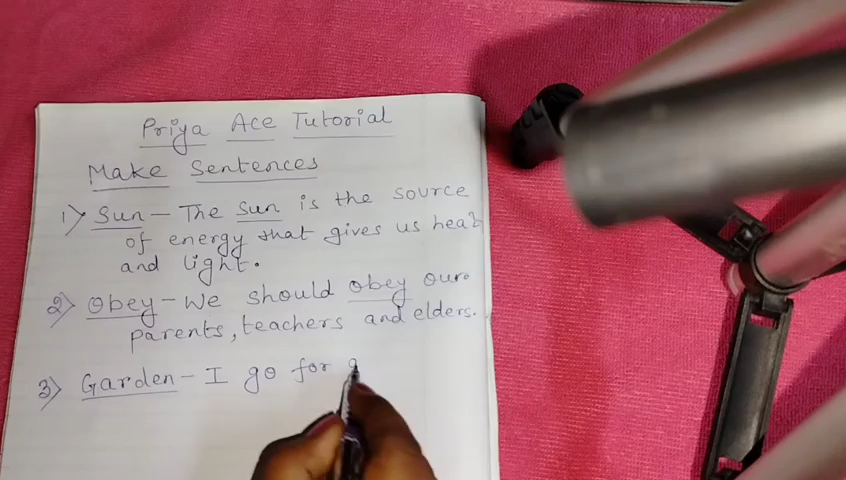 Priya Ace Tutorial
Make Sentences
1) Sun - The sun is the source
of energy that gives us heat
and light.
2) Obey - We should obey our
parents, teachers and elders.
3) Garden - I go for a